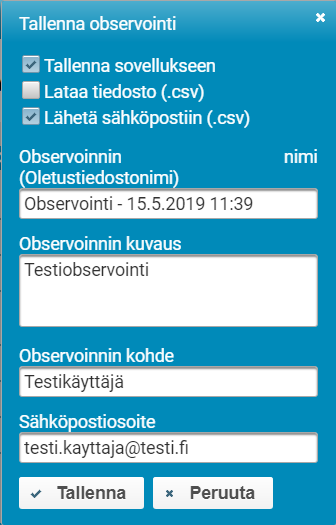 Tallenna observointi
Tallenna sovellukseen
Lataa tiedosto (.csv)
Lähetä sähköpostiin (.csv)
Observoinnin nimi
(Oletustiedostonimi)
Observointi - 15.5.2019 11:39
Observoinnin kuvaus
Testiobservointi
Observoinnin kohde
Testikäyttäjä
Sähköpostiosoite
testi.kayttaja@testi.fi
Tallenna Peruuta